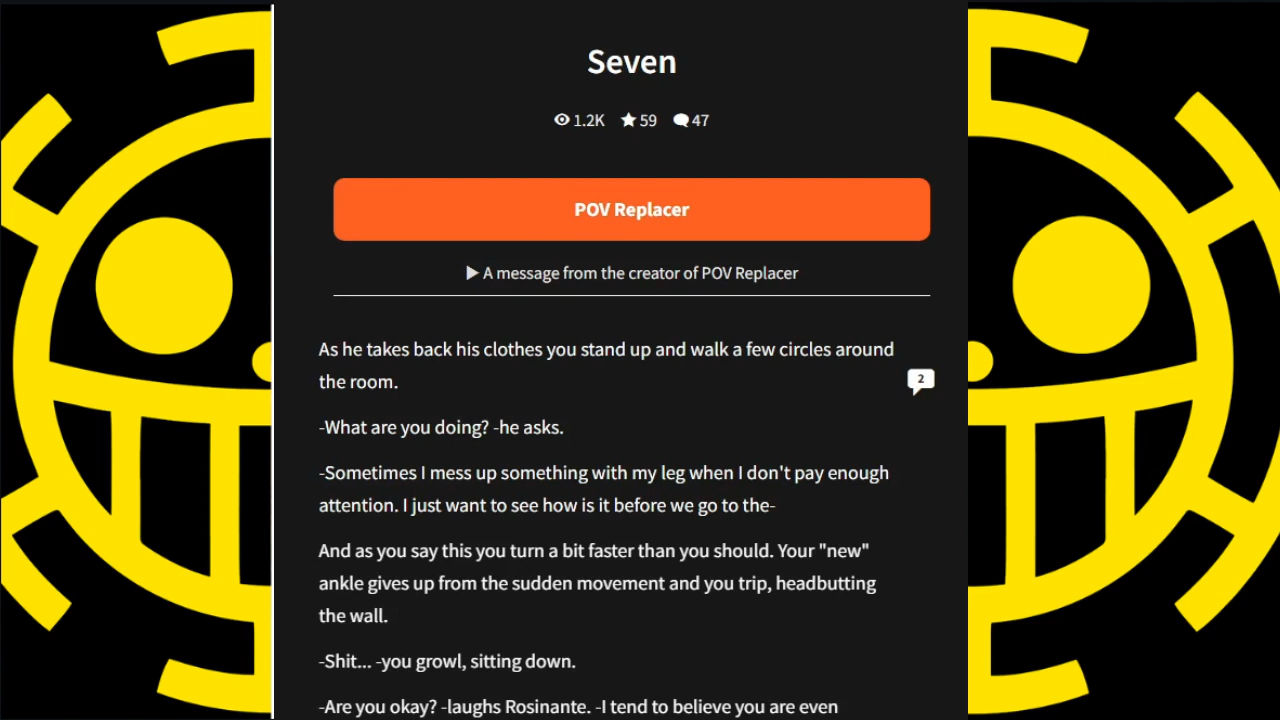 Seven
1.2K 59 47
POV Replacer
▶ A message from the creator of POV Replacer
As he takes back his clothes you stand up and walk a few circles around
the room.
2
-What are you doing? -he asks.
-Sometimes I mess up something with my leg when I don't pay enough
attention. I just want to see how is it before we go to the-
And as you say this you turn a bit faster than you should. Your "new"
ankle gives up from the sudden movement and you trip, headbutting
the wall.
-Shit... -you growl, sitting down.
-Are you okay? -laughs Rosinante. -I tend to believe you are even